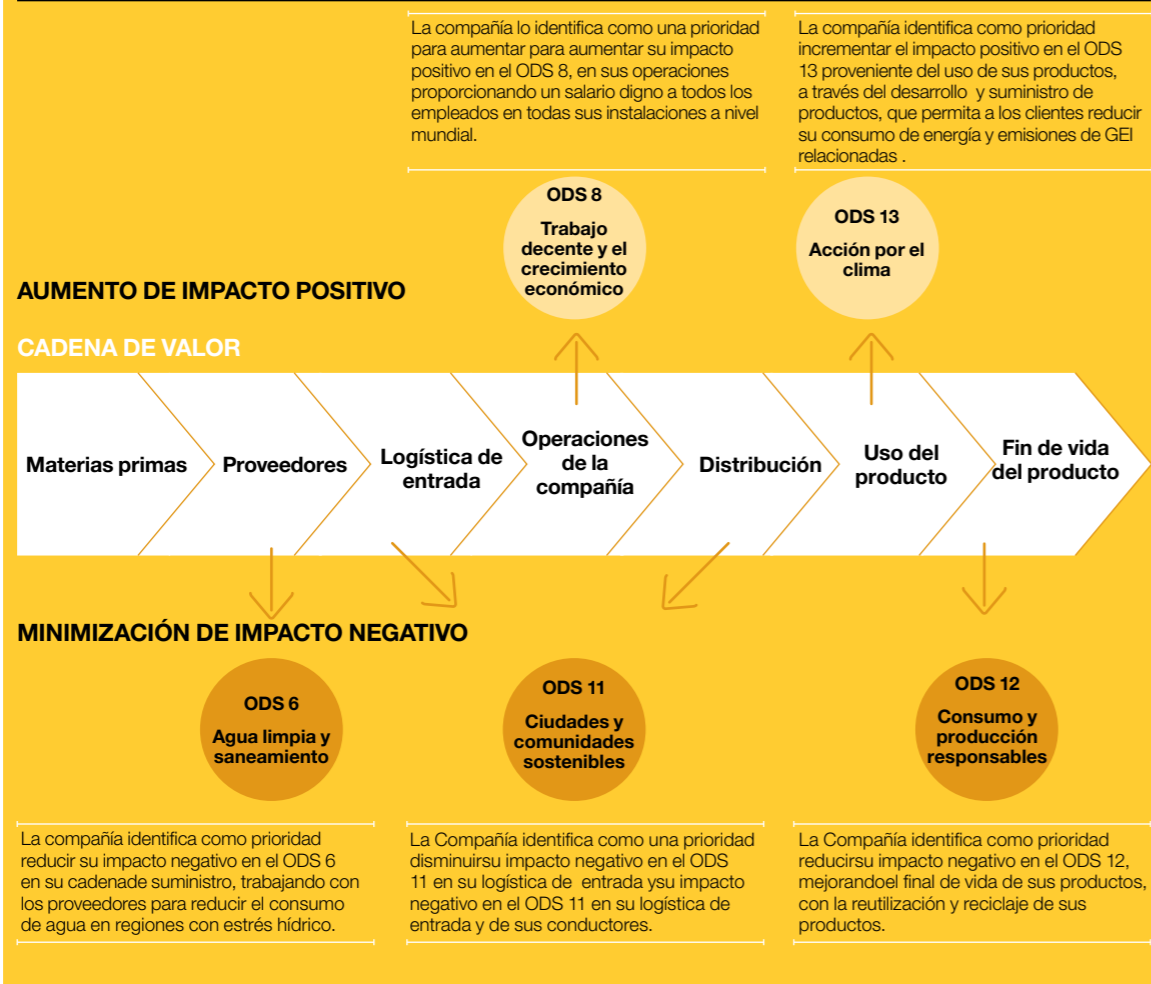 La compañía lo identifica como una prioridad
para aumentar para aumentar su impacto
positivo en el ODS 8, en sus operaciones
proporcionando un salario digno a todos los
empleados en todas sus instalaciones a nivel
mundial.
La compañía identifica como prioridad
incrementar el impacto positivo en el ODS
13 proveniente del uso de sus productos,
a través del desarrollo y suministro de
productos, que permita a los clientes reducir
su consumo de energía y emisiones de GEI
relacionadas .
ODS 8
Trabajo
decente y el
crecimiento
económico
ODS 13
Acción por el
clima
AUMENTO DE IMPACTO POSITIVO
CADENA DE VALOR
Materias primas
Proveedores
Logística de
entrada
Operaciones
de la
compañía
Distribución
Uso del
producto
Fin de vida
del producto
MINIMIZACIÓN DE IMPACTO NEGATIVO
ODS 6
Agua limpia y
saneamiento
ODS 11
Ciudades y
comunidades
sostenibles
ODS 12
Consumo y
producción
responsables
La compañía identifica como prioridad
reducir su impacto negativo en el ODS 6
en su cadenade suministro, trabajando con
los proveedores para reducir el consumo
de agua en regiones con estrés hídrico.
La Compañía identifica como una prioridad
disminuirsu impacto negativo en el ODS
11 en su logística de entrada ysu impacto
negativo en el ODS 11 en su logística de
entrada y de sus conductores.
La Compañía identifica como prioridad
reducirsu impacto negativo en el ODS 12,
mejorandoel final de vida de sus productos,
con la reutilización y reciclaje de sus
productos.